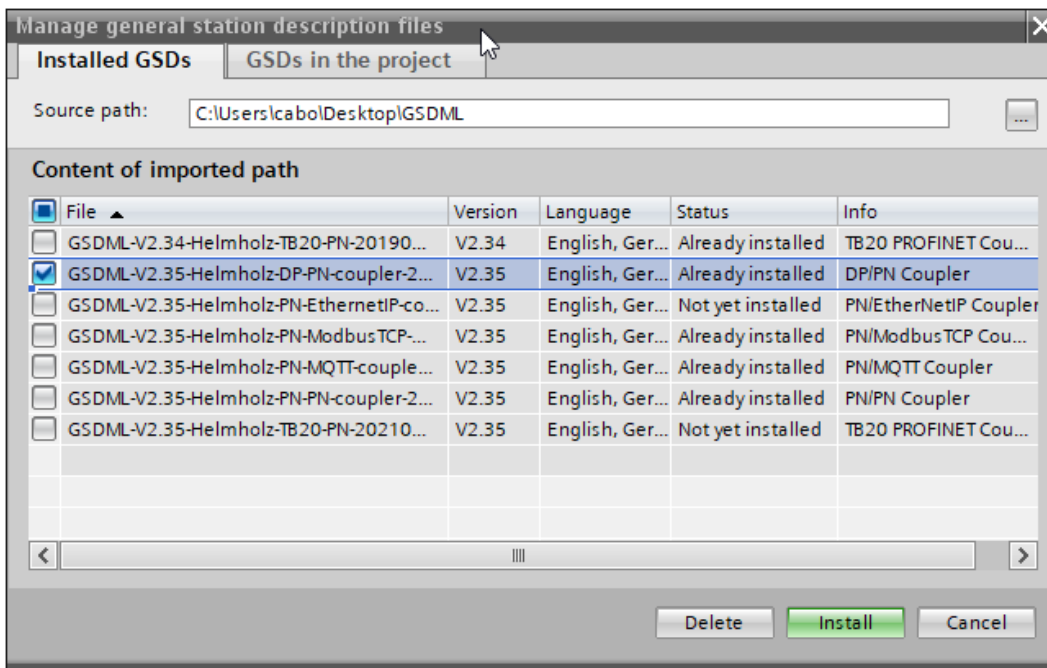 Manage general station description files
Installed GSDs GSDs in the project
Source path: C:\Users\cabo\Desktop\GSDML ...
Content of imported path
File Version Language Status Info
GSDML-V2.34-Helmholz-TB20-PN-20190... V2.34 English, Ger... Already installed TB20 PROFINET Cou...
GSDML-V2.35-Helmholz-DP-PN-coupler-2... V2.35 English, Ger... Already installed DP/PN Coupler
GSDML-V2.35-Helmholz-PN-EthernetIP-co... V2.35 English, Ger... Not yet installed PN/EtherNetIP Coupler
GSDML-V2.35-Helmholz-PN-ModbusTCP-... V2.35 English, Ger... Already installed PN/ModbusTCP Cou...
GSDML-V2.35-Helmholz-PN-MQTT-couple... V2.35 English, Ger... Already installed PN/MQTT Coupler
GSDML-V2.35-Helmholz-PN-PN-coupler-2... V2.35 English, Ger... Already installed PN/PN Coupler
GSDML-V2.35-Helmholz-TB20-PN-20210... V2.35 English, Ger... Not yet installed TB20 PROFINET Cou...
Delete Install Cancel